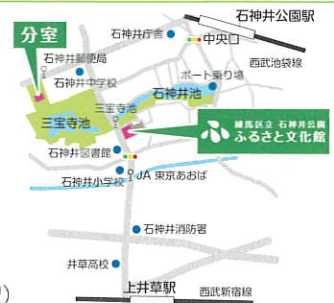 石神井公園駅
分室
石神井庁舎
中央口
西武池袋線
石神井郵便局
石神井中学校
ボート乗り場
三宝寺池
石神井池
三宝寺池
練馬区立 石神井公園
ふるさと文化館
石神井図書館
石神井小学校
JA 東京あおば
石神井消防署
井草高校
上井草駅
西武新宿線
)